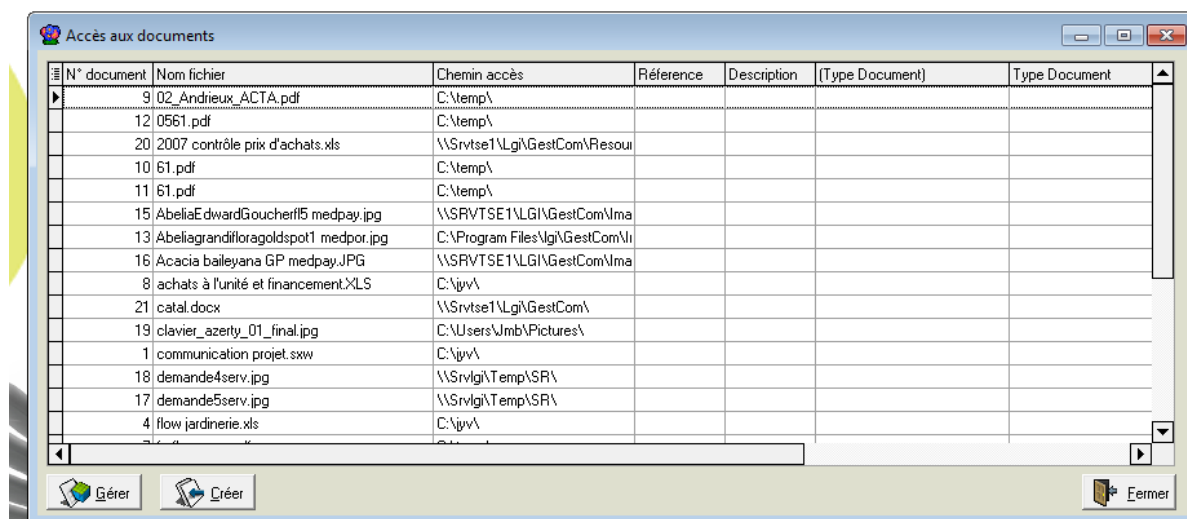 Accès aux documents
N° document Nom fichier Chemin accès Réference Description (Type Document) Type Document
9 02_Andrieux_ACTA.pdf C:\temp\
12 0561.pdf C:\temp\
20 2007 contrôle prix d'achats.xls \\Srvtse1\Lgi\GestCom\Resour
10 61.pdf C:\temp\
11 61.pdf C:\temp\
15 AbeliaEdwardGoucherfl5 medpay.jpg \\SRVTSE1\LGI\GestCom\Ima
13 Abeliagrandifloragoldspot1 medpor.jpg C:\Program Files\lgi\GestCom\I
16 Acacia baileyana GP medpay.JPG \\SRVTSE1\LGI\GestCom\Ima
8 achats à l'unité et financement.XLS C:\jyv\
21 catal.docx \\Srvtse1\Lgi\GestCom\
19 clavier_azerty_01_final.jpg C:\Users\Jmb\Pictures\
1 communication projet.sxw C:\jyv\
18 demande4serv.jpg \\Srvlgi\Temp\SR\
17 demande5serv.jpg \\Srvlgi\Temp\SR\
4 flow jardinerie.xls C:\jyv\
Gérer Créer Fermer